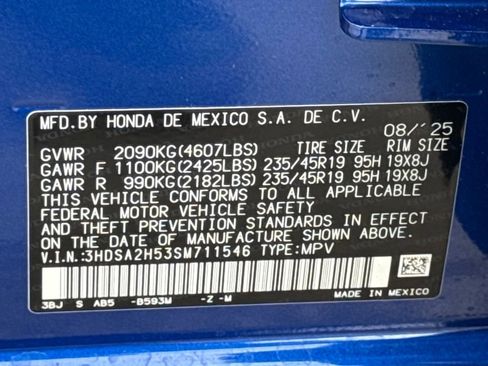 MFD.BY HONDA DE MEXICO S.A. DE C.V.
08/'25
GVWR 2090KG(4607LBS) TIRE SIZE RIM SIZE
GAWR F 1100KG(2425LBS) 235/45R19 95H 19X8J
GAWR R 990KG(2182LBS) 235/45R19 95H 19X8J
THIS VEHICLE CONFORMS TO ALL APPLICABLE
FEDERAL MOTOR VEHICLE SAFETY
AND THEFT PREVENTION STANDARDS IN EFFECT
ON THE DATE OF MANUFACTURE SHOWN ABOVE.
V.I.N.:3HDSA2H53SM711546 TYPE:MPV
3BJ S AB5 -B593M -Z -M
MADE IN MEXICO